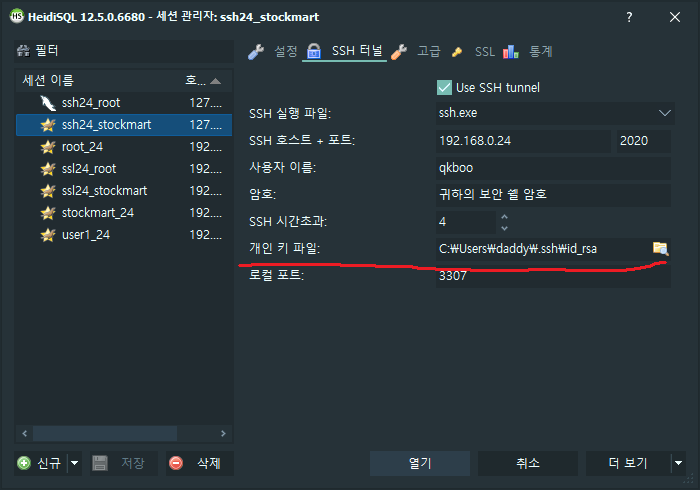 HS HeidiSQL 12.5.0.6680 - 세션 관리자: ssh24_stockmart ?
필터
설정 SSH 터널 고급 SSL 통계
세션 이름 호...
ssh24_root 127....
ssh24_stockmart 127....
root_24 192....
ssl24_root 192....
ssl24_stockmart 192....
stockmart_24 192....
user1_24 192....
Use SSH tunnel
SSH 실행 파일: ssh.exe
SSH 호스트 + 포트: 192.168.0.24 2020
사용자 이름: qkboo
암호: 귀하의 보안 쉘 암호
SSH 시간초과: 4
개인 키 파일: C:₩Users₩daddy₩.ssh₩id_rsa
로컬 포트: 3307
신규 저장 삭제 열기 취소 더 보기